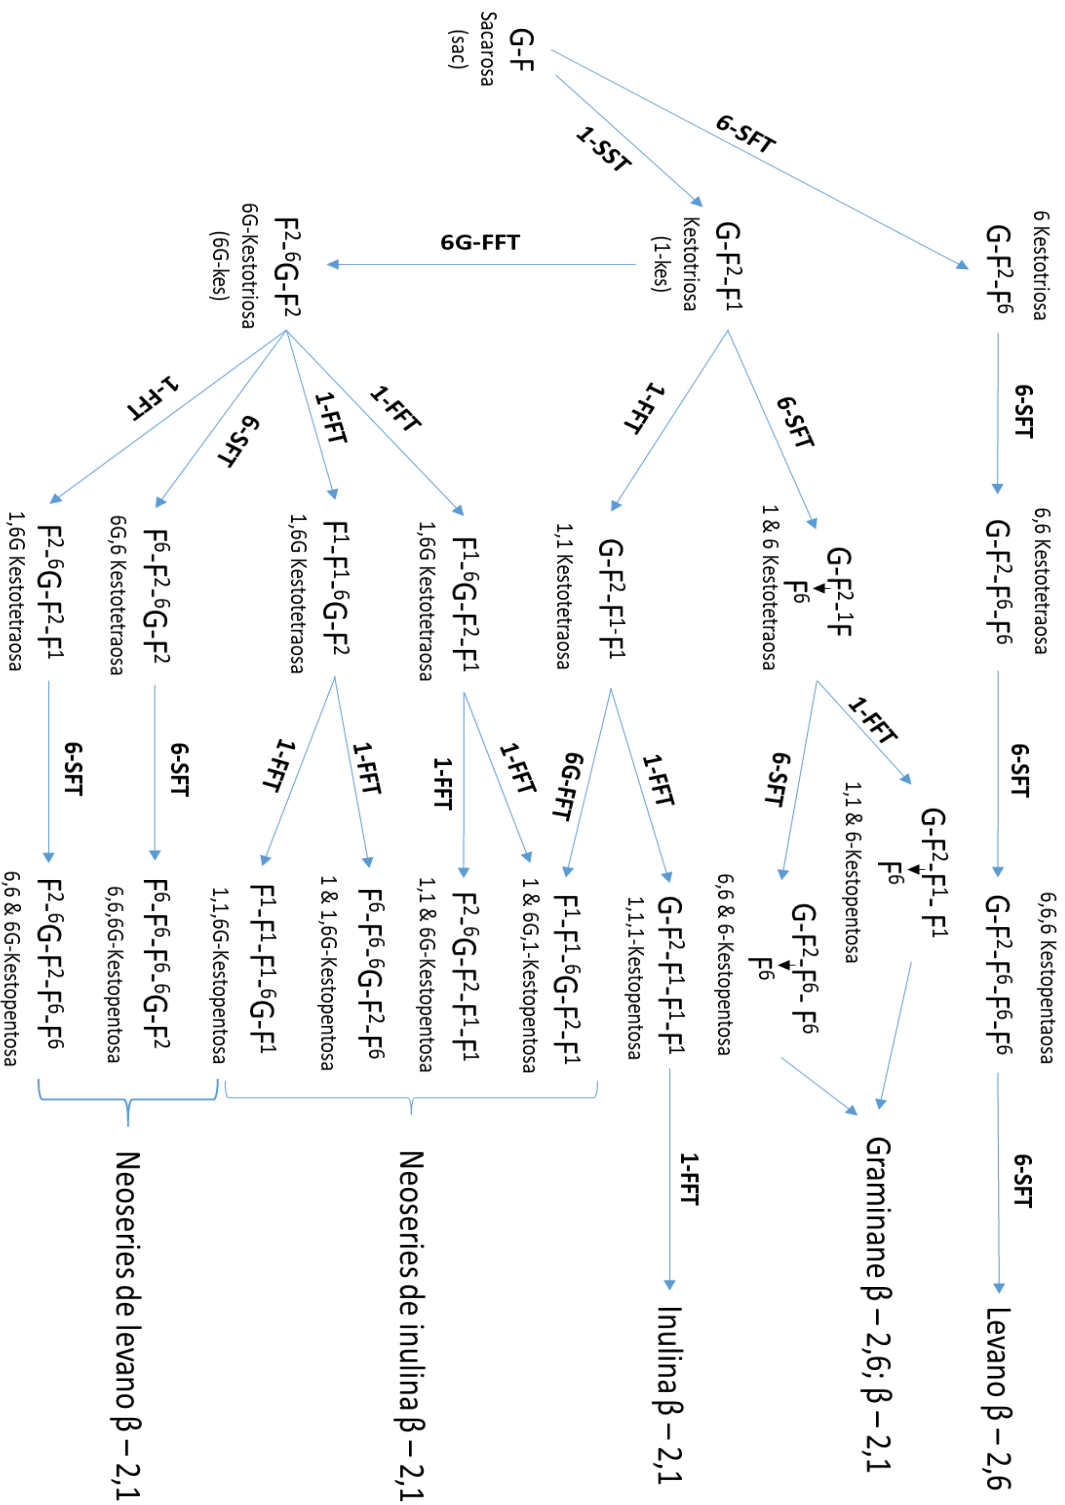 G-F
Sacarosa
(sac)
6-SFT
1-SST
6 Kestotriosa
G-F²-F⁶
6-SFT
6,6 Kestotetraosa
G-F²-F⁶-F⁶
6-SFT
6,6,6 Kestopentaosa
G-F²-F⁶-F⁶-F⁶
6-SFT
Levano β – 2,6
G-F²-F¹
Kestotriosa
(1-kes)
6-SFT
G-F²-¹F
F⁶
1 & 6 Kestotetraosa
1-FFT
G-F²-F¹- F¹
F⁶
1,1 & 6-Kestopentosa
6-SFT
G-F²-F⁶- F⁶
F⁶
6,6 & 6-Kestopentosa
Graminane β – 2,6; β – 2,1
1-FFT
G-F²-F¹-F¹
1,1 Kestotetraosa
1-FFT
G-F²-F¹-F¹-F¹
1,1,1-Kestopentosa
1-FFT
Inulina β – 2,1
6G-FFT
6G-FFT
F²-⁶G-F²
6G-Kestotriosa
(6G-kes)
1-FFT
F¹-⁶G-F²-F¹
1,6G Kestotetraosa
1-FFT
F¹-F¹-⁶G-F²-F¹
1 & 6G,1-Kestopentosa
1-FFT
F²-⁶G-F²-F¹-F¹
1,1 & 6G-Kestopentosa
1-FFT
F¹-F¹-⁶G-F²
1,6G Kestotetraosa
1-FFT
F⁶-F⁶-⁶G-F²-F⁶
1 & 1,6G-Kestopentosa
1-FFT
F¹-F¹-F¹-⁶G-F¹
1,1,6G-Kestopentosa
Neoseries de inulina β – 2,1
6-SFT
F⁶-F²-⁶G-F²
6G,6 Kestotetraosa
6-SFT
F⁶-F⁶-F⁶-⁶G-F²
6,6,6G-Kestopentosa
1-FFT
F²-⁶G-F²-F¹
1,6G Kestotetraosa
6-SFT
F²-⁶G-F²-F⁶-F⁶
6,6 & 6G-Kestopentosa
Neoseries de levano β – 2,1